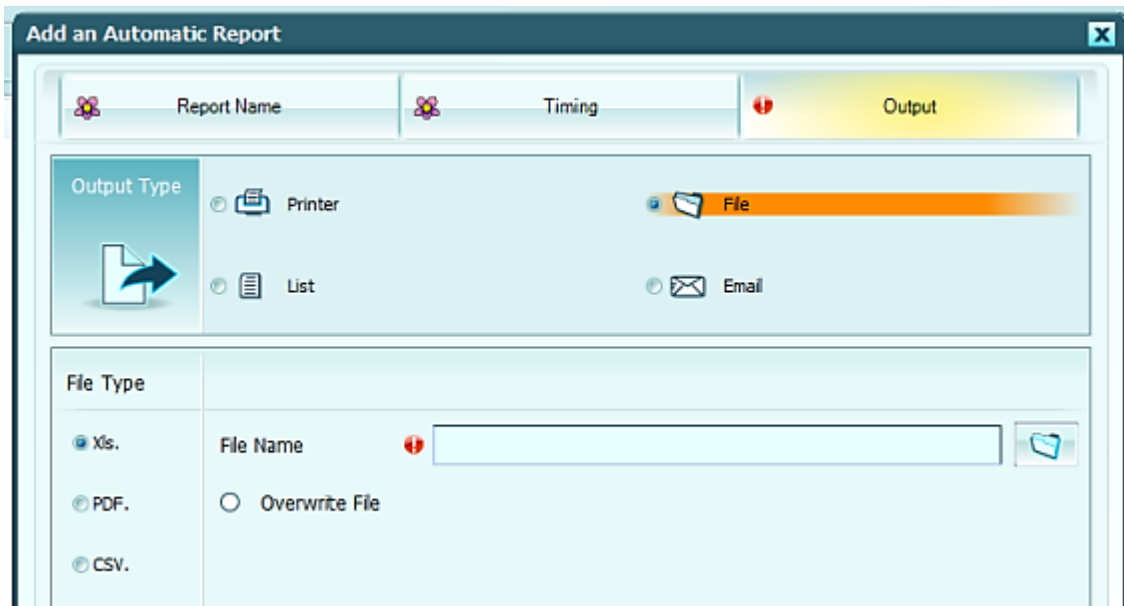 Add an Automatic Report
Report Name
Timing
Output
Output Type
Printer
File
List
Email
File Type
Xls.
File Name
PDF.
Overwrite File
CSV.